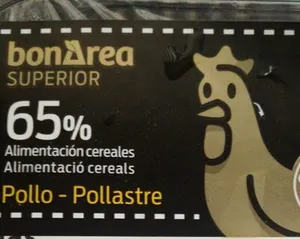 bonÀrea
SUPERIOR
65%
Alimentación cereales
Alimentació cereals
Pollo - Pollastre